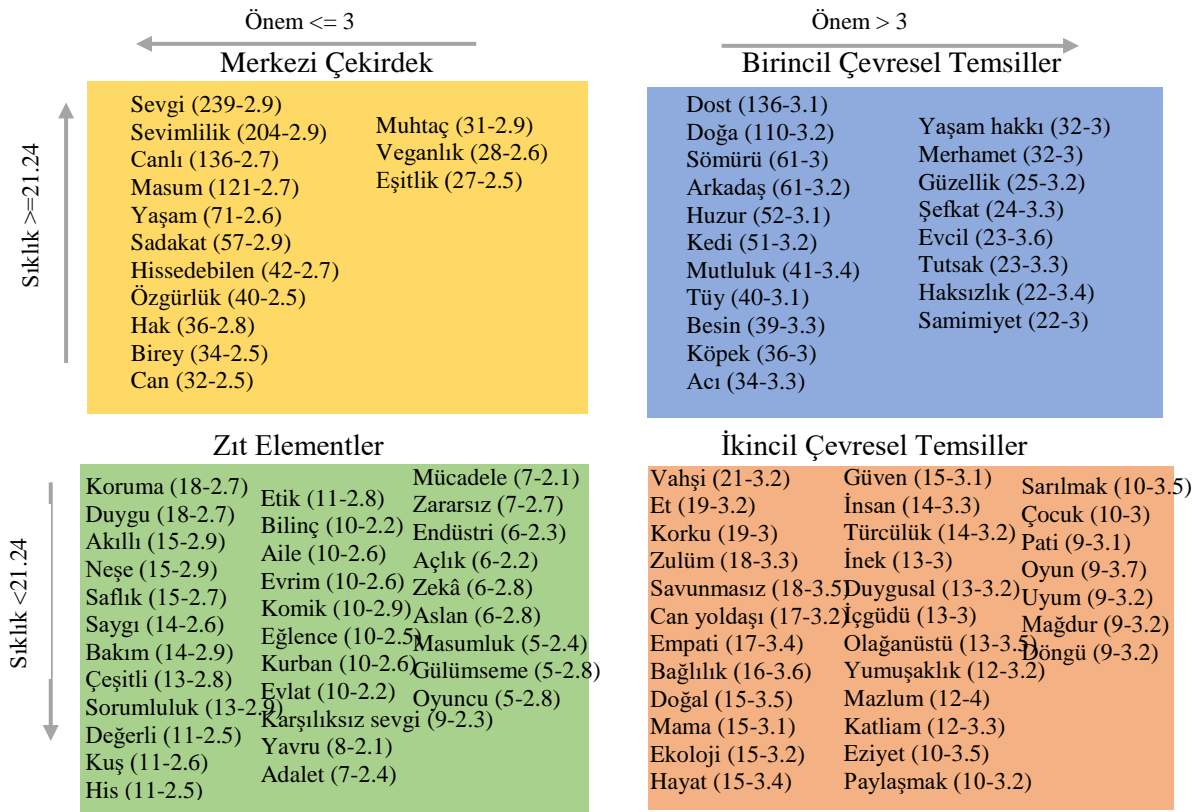 Önem <= 3
Önem > 3
Merkezi Çekirdek
Birincil Çevresel Temsiller
Sıklık >=21.24
Sevgi (239-2.9)
Sevimlilik (204-2.9)
Canlı (136-2.7)
Masum (121-2.7)
Yaşam (71-2.6)
Sadakat (57-2.9)
Hissedebilen (42-2.7)
Özgürlük (40-2.5)
Hak (36-2.8)
Birey (34-2.5)
Can (32-2.5)
Muhtaç (31-2.9)
Veganlık (28-2.6)
Eşitlik (27-2.5)
Dost (136-3.1)
Doğa (110-3.2)
Sömürü (61-3)
Arkadaş (61-3.2)
Huzur (52-3.1)
Kedi (51-3.2)
Mutluluk (41-3.4)
Tüy (40-3.1)
Besin (39-3.3)
Köpek (36-3)
Acı (34-3.3)
Yaşam hakkı (32-3)
Merhamet (32-3)
Güzellik (25-3.2)
Şefkat (24-3.3)
Evcil (23-3.6)
Tutsak (23-3.3)
Haksızlık (22-3.4)
Samimiyet (22-3)
Zıt Elementler
İkincil Çevresel Temsiller
Sıklık <21.24
Koruma (18-2.7)
Duygu (18-2.7)
Akıllı (15-2.9)
Neşe (15-2.9)
Saflık (15-2.7)
Saygı (14-2.6)
Bakım (14-2.9)
Çeşitli (13-2.8)
Sorumluluk (13-2.9)
Değerli (11-2.5)
Kuş (11-2.6)
His (11-2.5)
Etik (11-2.8)
Bilinç (10-2.2)
Aile (10-2.6)
Evrim (10-2.6)
Komik (10-2.9)
Eğlence (10-2.5)
Kurban (10-2.6)
Evlat (10-2.2)
Karşılıksız sevgi (9-2.3)
Yavru (8-2.1)
Adalet (7-2.4)
Mücadele (7-2.1)
Zararsız (7-2.7)
Endüstri (6-2.3)
Açlık (6-2.2)
Zekâ (6-2.8)
Aslan (6-2.8)
Masumluk (5-2.4)
Gülümseme (5-2.8)
Oyuncu (5-2.8)
Vahşi (21-3.2)
Et (19-3.2)
Korku (19-3)
Zulüm (18-3.3)
Savunmasız (18-3.5)
Can yoldaşı (17-3.2)
Empati (17-3.4)
Bağlılık (16-3.6)
Doğal (15-3.5)
Mama (15-3.1)
Ekoloji (15-3.2)
Hayat (15-3.4)
Güven (15-3.1)
İnsan (14-3.3)
Türcülük (14-3.2)
İnek (13-3)
Duygusal (13-3.2)
İçgüdü (13-3)
Olağanüstü (13-3.5)
Yumuşaklık (12-3.2)
Mazlum (12-4)
Katliam (12-3.3)
Eziyet (10-3.5)
Paylaşmak (10-3.2)
Sarılmak (10-3.5)
Çocuk (10-3)
Pati (9-3.1)
Oyun (9-3.7)
Uyum (9-3.2)
Mağdur (9-3.2)
Döngü (9-3.2)